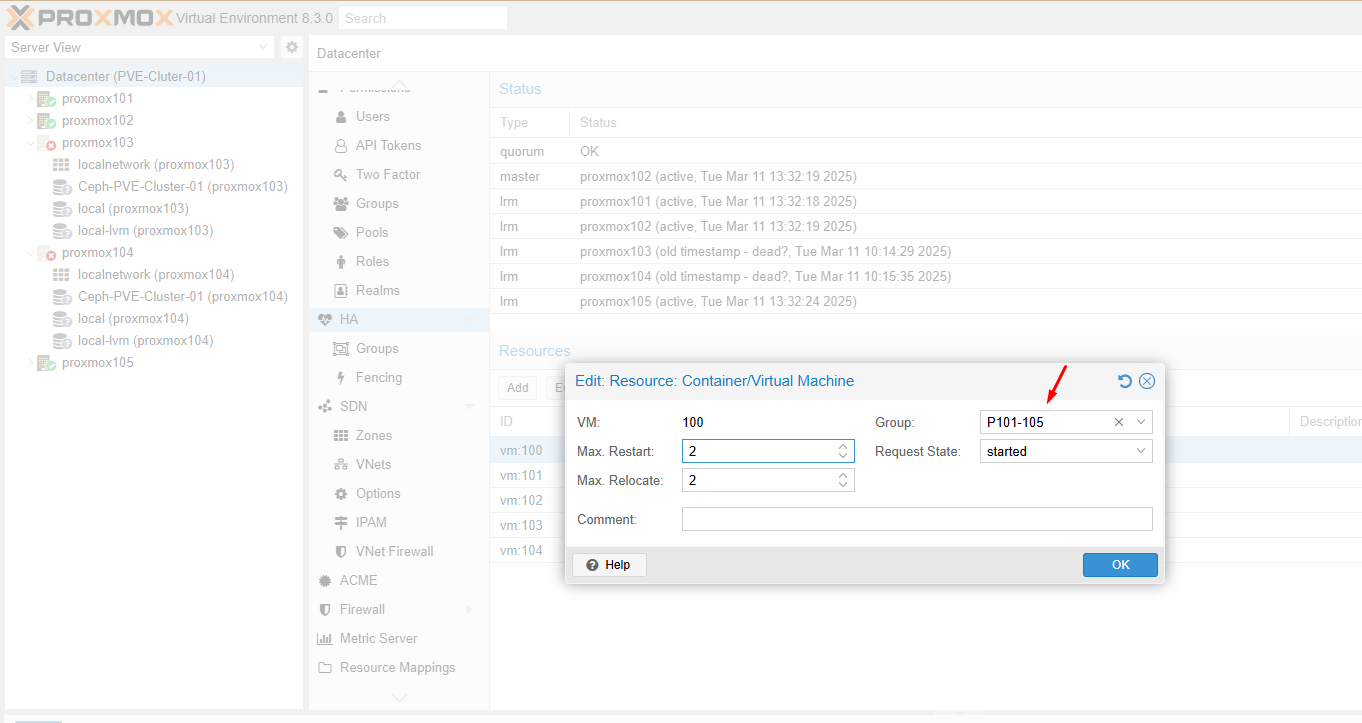 PROXMOX Virtual Environment 8.3.0 Search
Server View
Datacenter (PVE-Cluter-01)
proxmox101
proxmox102
proxmox103
localnetwork (proxmox103)
Ceph-PVE-Cluster-01 (proxmox103)
local (proxmox103)
local-lvm (proxmox103)
proxmox104
localnetwork (proxmox104)
Ceph-PVE-Cluster-01 (proxmox104)
local (proxmox104)
local-lvm (proxmox104)
proxmox105
Datacenter
Permissions
Users
API Tokens
Two Factor
Groups
Pools
Roles
Realms
HA
Groups
Fencing
SDN
Zones
VNets
Options
IPAM
VNet Firewall
ACME
Firewall
Metric Server
Resource Mappings
Status
Type Status
quorum OK
master proxmox102 (active, Tue Mar 11 13:32:19 2025)
lrm proxmox101 (active, Tue Mar 11 13:32:18 2025)
lrm proxmox102 (active, Tue Mar 11 13:32:19 2025)
lrm proxmox103 (old timestamp - dead?, Tue Mar 11 10:14:29 2025)
lrm proxmox104 (old timestamp - dead?, Tue Mar 11 10:15:35 2025)
lrm proxmox105 (active, Tue Mar 11 13:32:24 2025)
Resources
Add
ID Description
vm:100
vm:101
vm:102
vm:103
vm:104
Edit: Resource: Container/Virtual Machine
VM: 100 Group: P101-105
Max. Restart: 2 Request State: started
Max. Relocate: 2
Comment:
Help OK